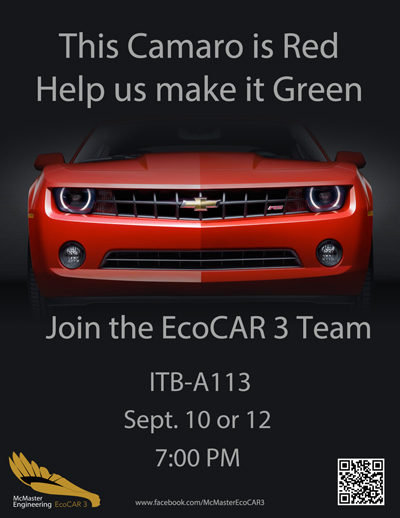 This Camaro is Red
Help us make it Green
RS
Join the EcoCAR 3 Team
ITB-A113
Sept. 10 or 12
7:00 PM
McMaster
Engineering EcoCAR 3
www.facebook.com/McMasterEcoCAR3